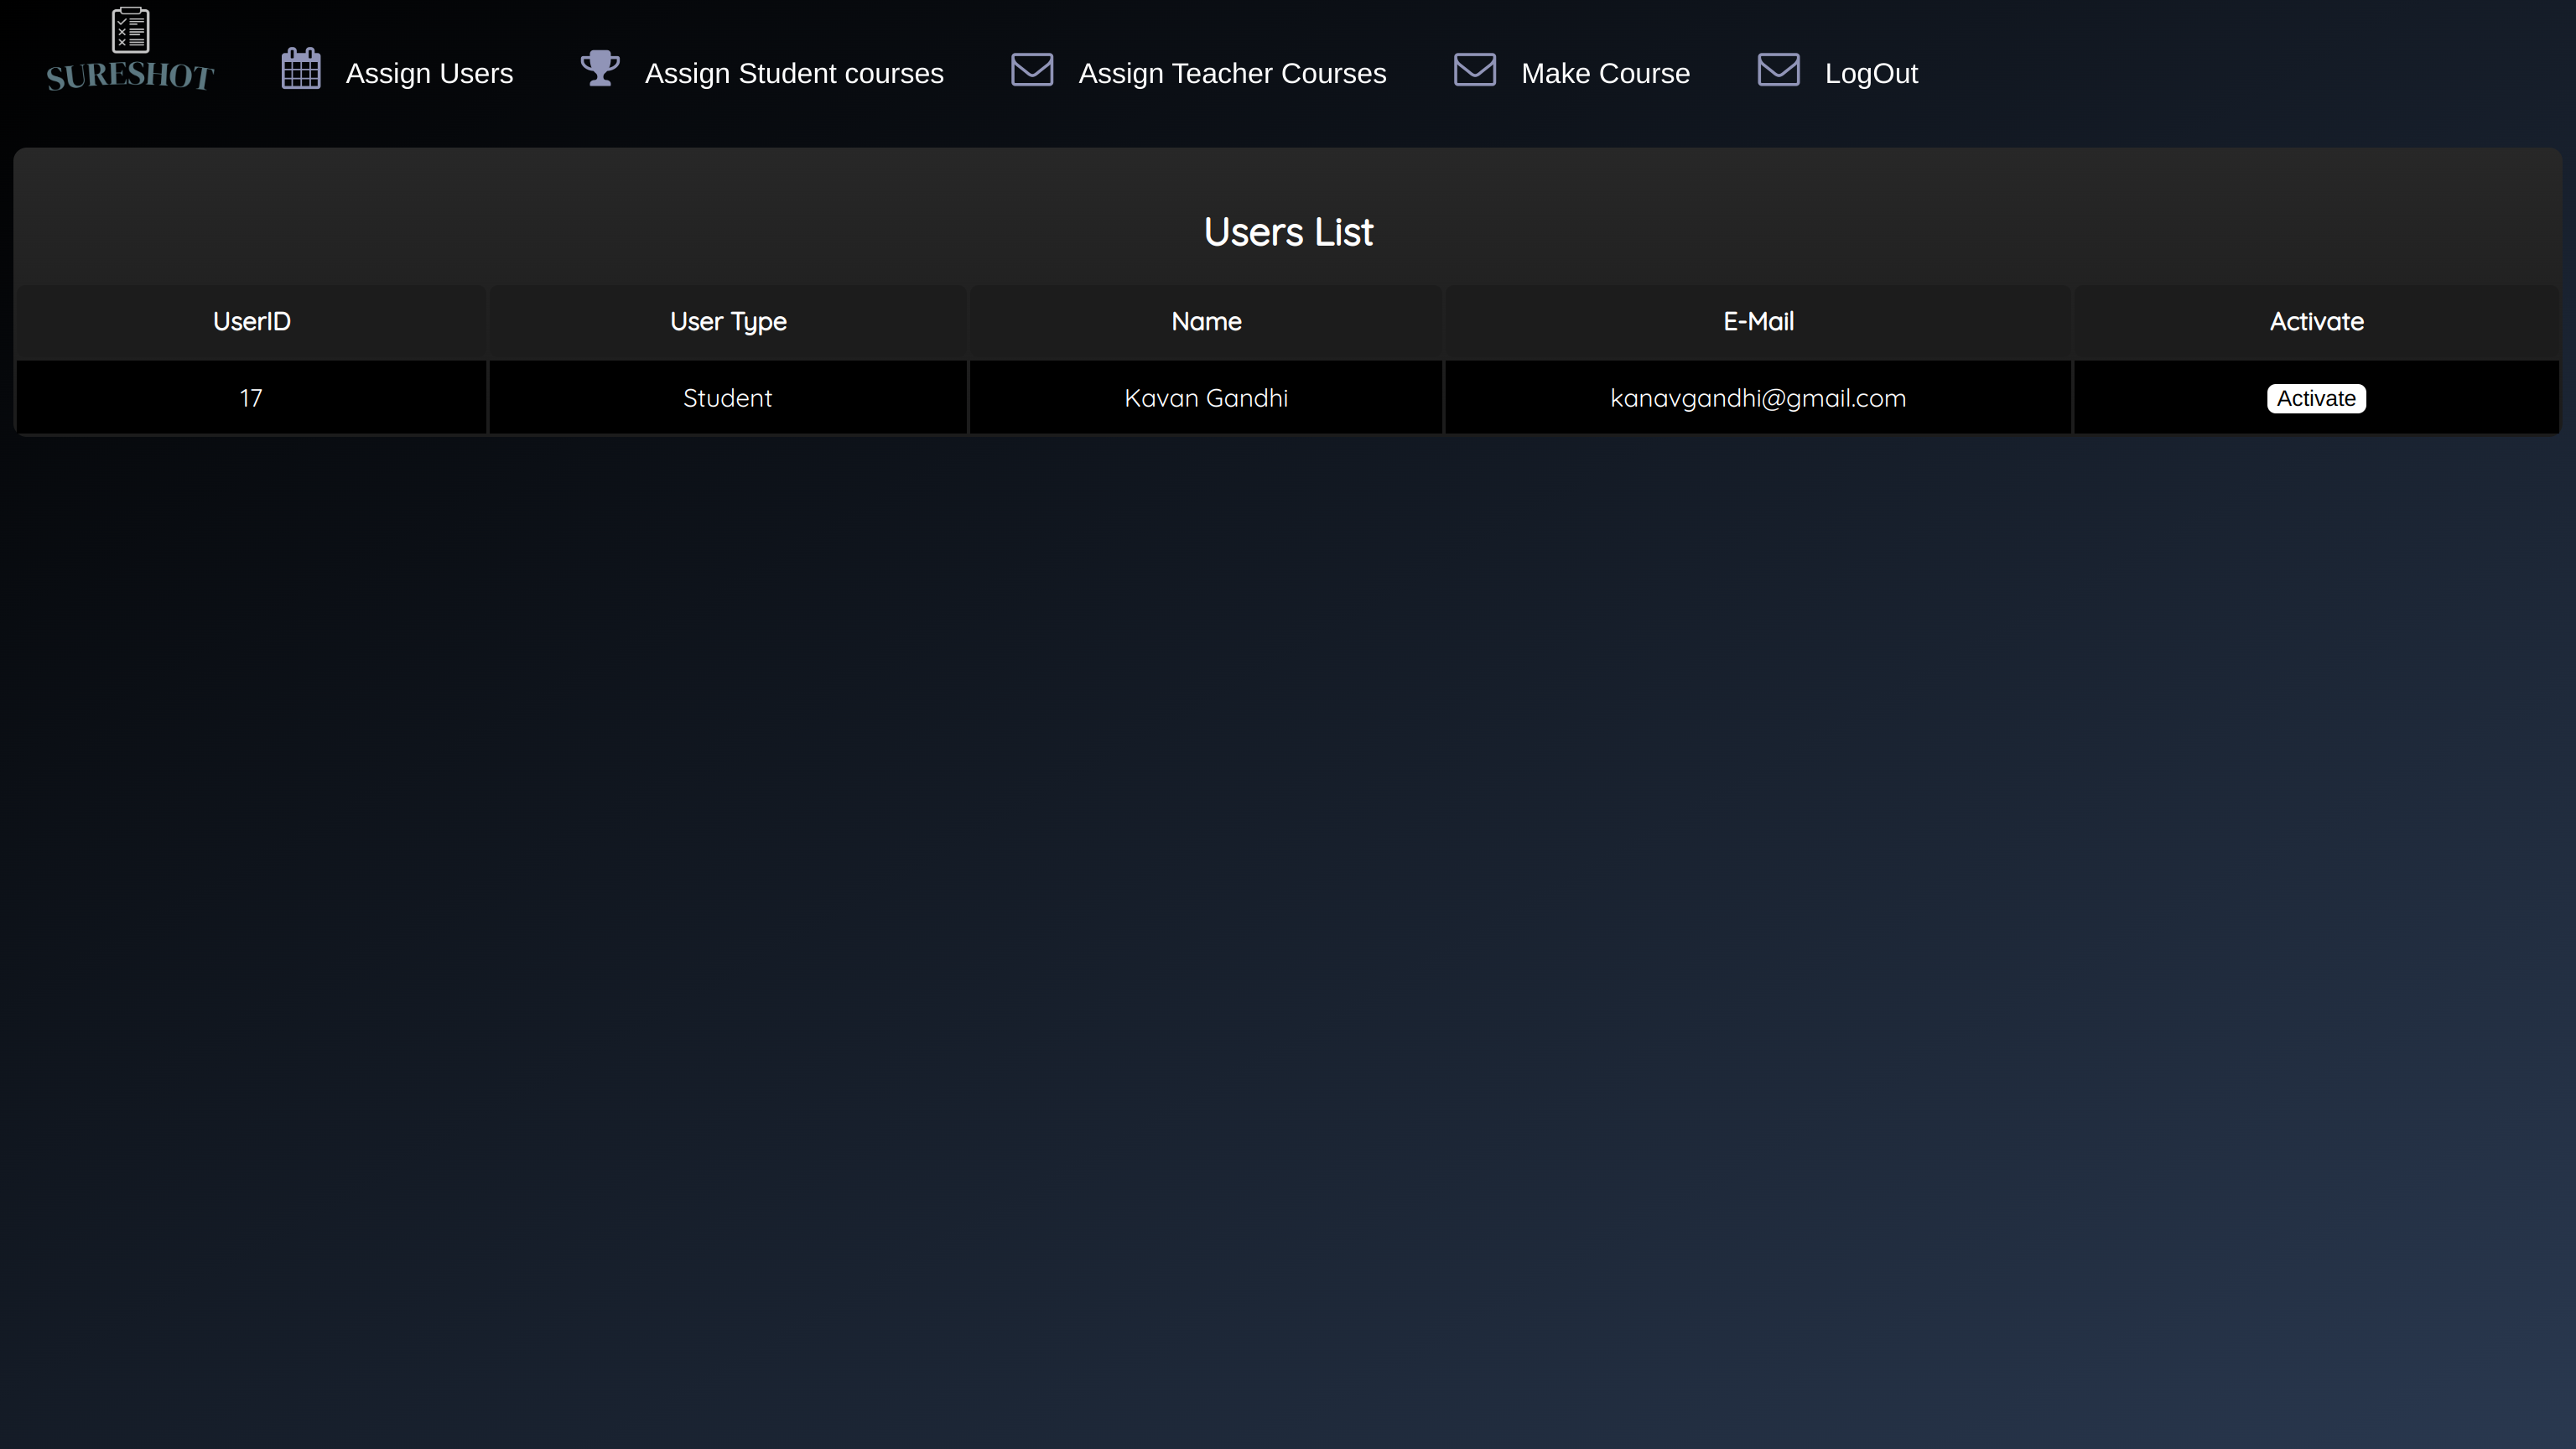 SURESHOT
Assign Users
Assign Student courses
Assign Teacher Courses
Make Course
LogOut
Users List
UserID User Type Name E-Mail Activate
17 Student Kavan Gandhi kanavgandhi@gmail.com Activate